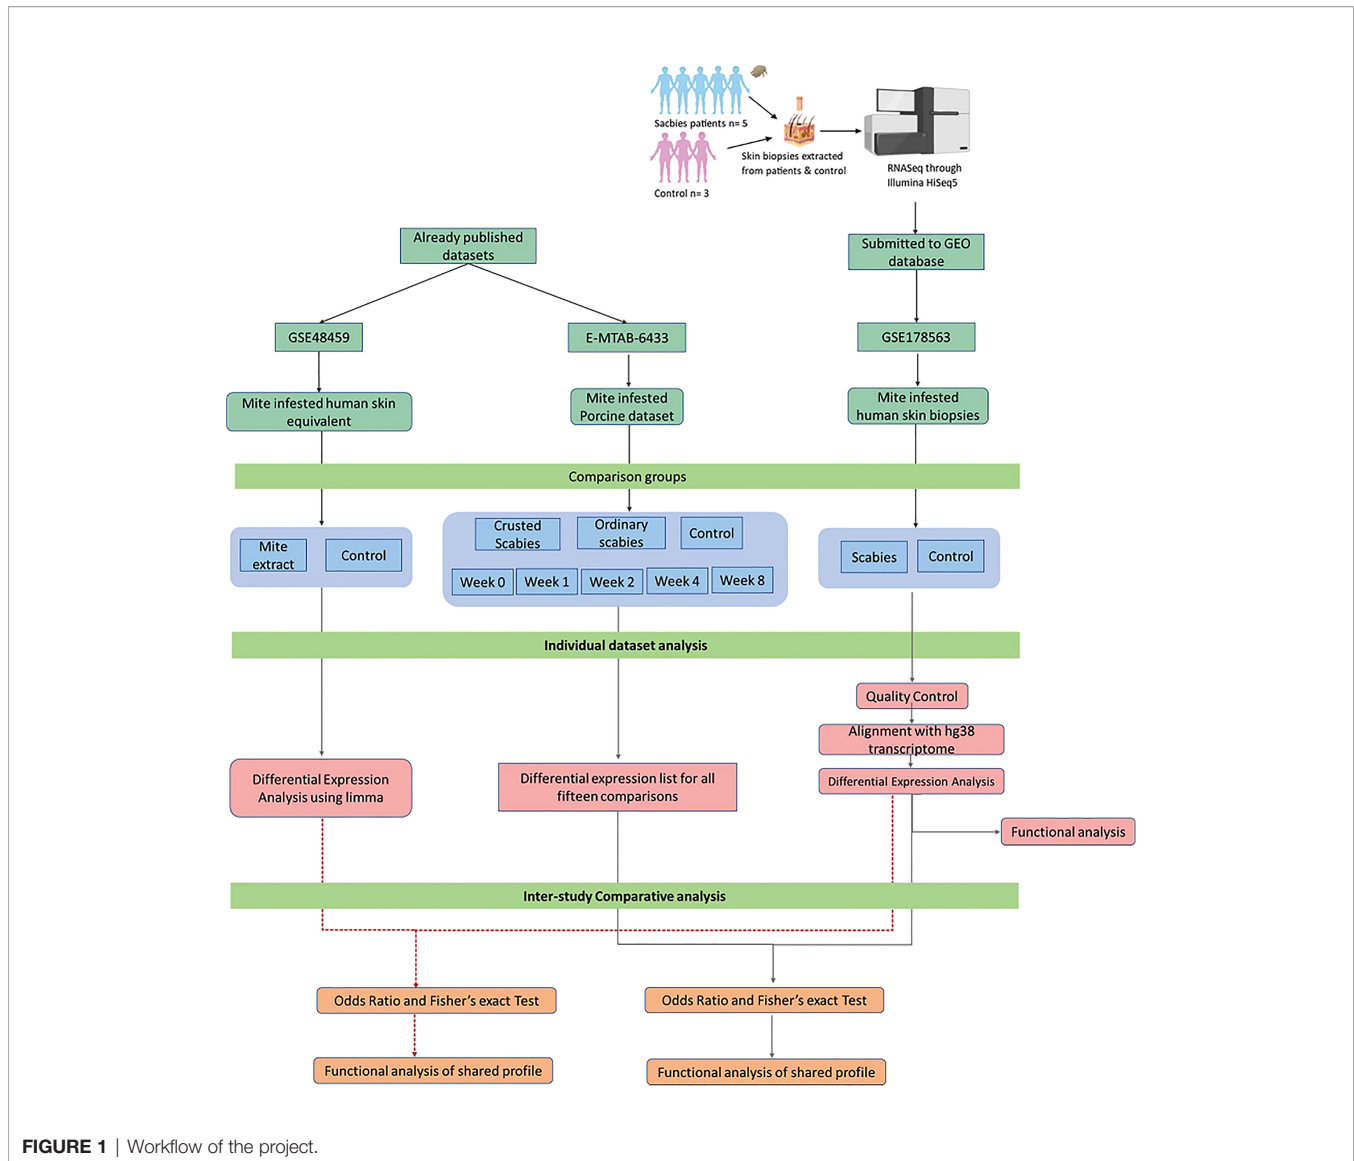 Sacbies patients n= 5
Control n= 3
Skin biopsies extracted
from patients & control
RNASeq through
Illumina HiSeq5
Already published
datasets
Submitted to GEO
database
GSE48459
E-MTAB-6433
GSE178563
Mite infested human skin
equivalent
Mite infested
Porcine dataset
Mite infested
human skin biopsies
Comparison groups
Mite
extract
Control
Crusted
Scabies
Ordinary
scabies
Control
Week 0
Week 1
Week 2
Week 4
Week 8
Scabies
Control
Individual dataset analysis
Quality Control
Alignment with hg38
transcriptome
Differential Expression Analysis
Differential Expression
Analysis using limma
Differential expression list for all
fifteen comparisons
Functional analysis
Inter-study Comparative analysis
Odds Ratio and Fisher's exact Test
Odds Ratio and Fisher's exact Test
Functional analysis of shared profile
Functional analysis of shared profile
FIGURE 1 | Workflow of the project.